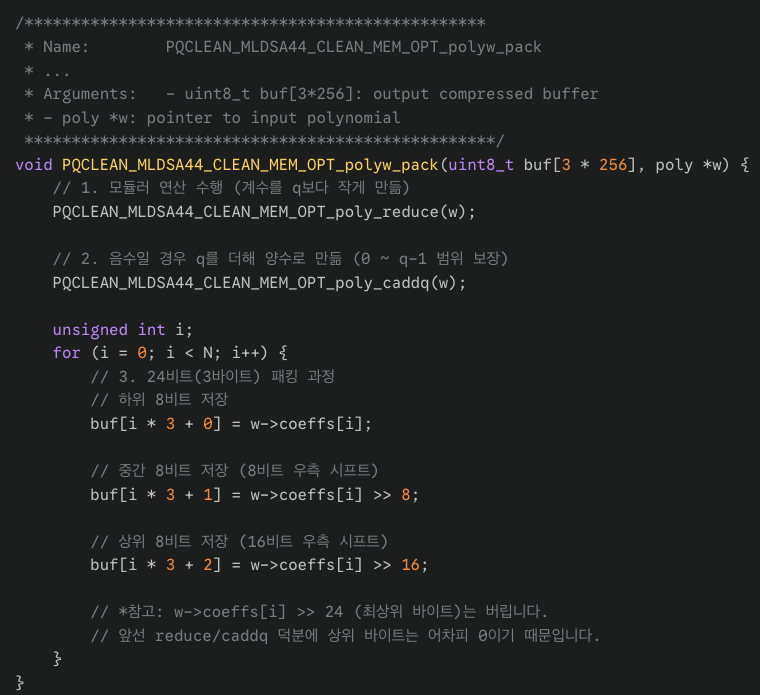 /*************************************************
 * Name:        PQCLEAN_MLDSA44_CLEAN_MEM_OPT_polyw_pack
 * ...
 * Arguments:   - uint8_t buf[3*256]: output compressed buffer
 * - poly *w: pointer to input polynomial
 **************************************************/
void PQCLEAN_MLDSA44_CLEAN_MEM_OPT_polyw_pack(uint8_t buf[3 * 256], poly *w) {
    // 1. 모듈러 연산 수행 (계수를 q보다 작게 만듦)
    PQCLEAN_MLDSA44_CLEAN_MEM_OPT_poly_reduce(w);

    // 2. 음수일 경우 q를 더해 양수로 만듦 (0 ~ q-1 범위 보장)
    PQCLEAN_MLDSA44_CLEAN_MEM_OPT_poly_caddq(w);

    unsigned int i;
    for (i = 0; i < N; i++) {
        // 3. 24비트(3바이트) 패킹 과정
        // 하위 8비트 저장
        buf[i * 3 + 0] = w->coeffs[i];

        // 중간 8비트 저장 (8비트 우측 시프트)
        buf[i * 3 + 1] = w->coeffs[i] >> 8;

        // 상위 8비트 저장 (16비트 우측 시프트)
        buf[i * 3 + 2] = w->coeffs[i] >> 16;

        // *참고: w->coeffs[i] >> 24 (최상위 바이트)는 버립니다.
        // 앞선 reduce/caddq 덕분에 상위 바이트는 어차피 0이기 때문입니다.
    }
}